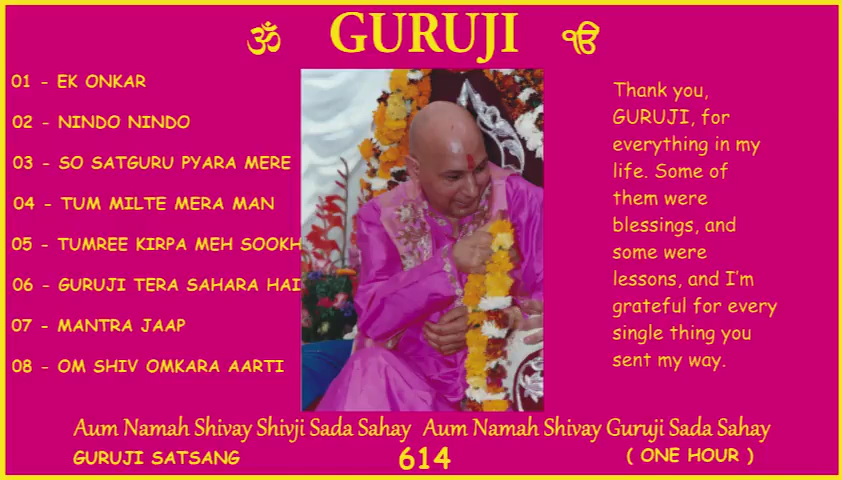 ॐ GURUJI ੴ
01 - EK ONKAR
02 - NINDO NINDO
03 - SO SATGURU PYARA MERE
04 - TUM MILTE MERA MAN
05 - TUMREE KIRPA MEH SOOKH
06 - GURUJI TERA SAHARA HAI
07 - MANTRA JAAP
08 - OM SHIV OMKARA AARTI
Thank you,
GURUJI, for
everything in my
life. Some of
them were
blessings, and
some were
lessons, and I'm
grateful for every
single thing you
sent my way.
Aum Namah Shivay Shivji Sada Sahay Aum Namah Shivay Guruji Sada Sahay
GURUJI SATSANG 614 ( ONE HOUR )